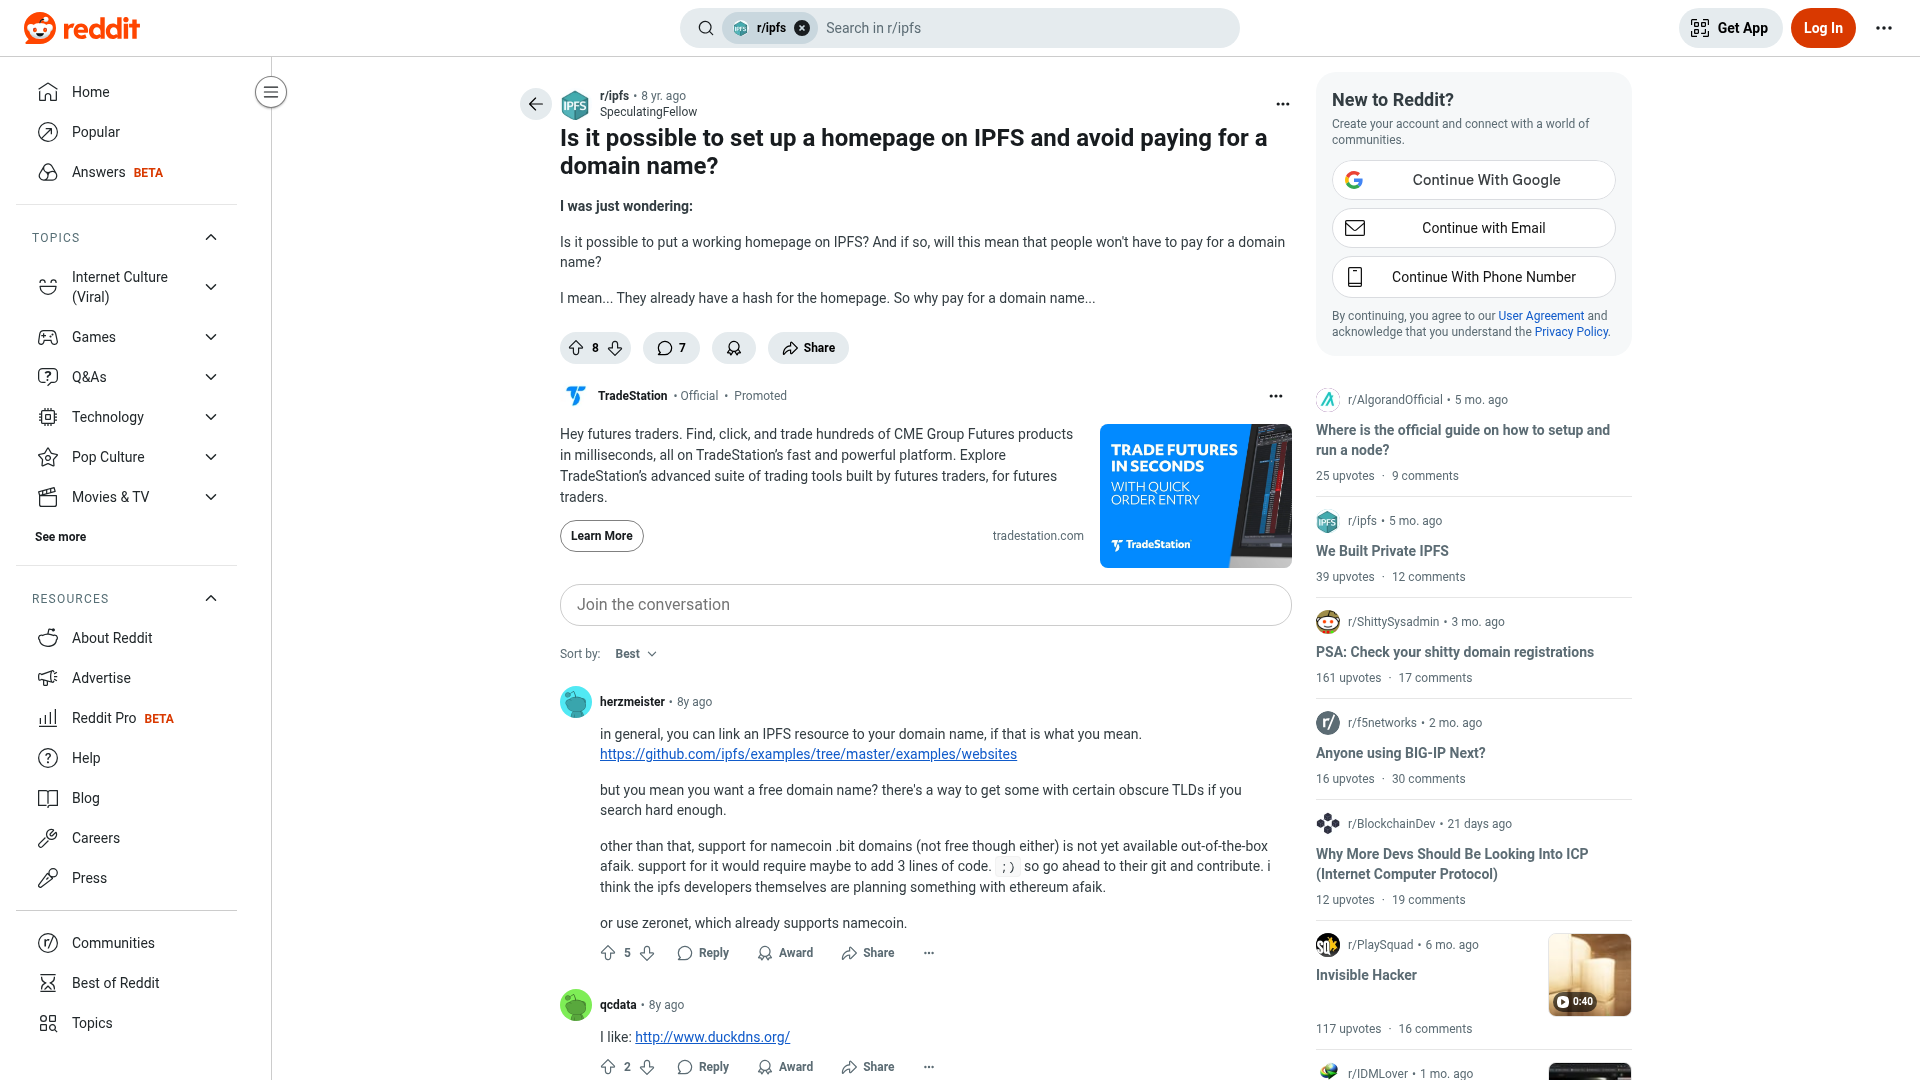 reddit
r/ipfs
Search in r/ipfs
Get App
Log In
Home
Popular
Answers BETA
TOPICS
Internet Culture
(Viral)
Games
Q&As
Technology
Pop Culture
Movies & TV
See more
RESOURCES
About Reddit
Advertise
Reddit Pro BETA
Help
Blog
Careers
Press
Communities
Best of Reddit
Topics
IPFS
r/ipfs • 8 yr. ago
SpeculatingFellow
Is it possible to set up a homepage on IPFS and avoid paying for a
domain name?
I was just wondering:
Is it possible to put a working homepage on IPFS? And if so, will this mean that people won't have to pay for a domain
name?
I mean... They already have a hash for the homepage. So why pay for a domain name...
8
7
Share
TradeStation • Official • Promoted
Hey futures traders. Find, click, and trade hundreds of CME Group Futures products
in milliseconds, all on TradeStation’s fast and powerful platform. Explore
TradeStation’s advanced suite of trading tools built by futures traders, for futures
traders.
Learn More
tradestation.com
TRADE FUTURES
IN SECONDS
WITH QUICK
ORDER ENTRY
TradeStation
Join the conversation
Sort by: Best
herzmeister • 8y ago
in general, you can link an IPFS resource to your domain name, if that is what you mean.
https://github.com/ipfs/examples/tree/master/examples/websites
but you mean you want a free domain name? there's a way to get some with certain obscure TLDs if you
search hard enough.
other than that, support for namecoin .bit domains (not free though either) is not yet available out-of-the-box
afaik. support for it would require maybe to add 3 lines of code. ;) so go ahead to their git and contribute. i
think the ipfs developers themselves are planning something with ethereum afaik.
or use zeronet, which already supports namecoin.
5 Reply Award Share
qcdata • 8y ago
I like: http://www.duckdns.org/
2 Reply Award Share
New to Reddit?
Create your account and connect with a world of
communities.
Continue With Google
Continue with Email
Continue With Phone Number
By continuing, you agree to our User Agreement and
acknowledge that you understand the Privacy Policy.
r/AlgorandOfficial • 5 mo. ago
Where is the official guide on how to setup and
run a node?
25 upvotes · 9 comments
IPFS
r/ipfs • 5 mo. ago
We Built Private IPFS
39 upvotes · 12 comments
r/ShittySysadmin • 3 mo. ago
PSA: Check your shitty domain registrations
161 upvotes · 17 comments
r/
r/f5networks • 2 mo. ago
Anyone using BIG-IP Next?
16 upvotes · 30 comments
r/BlockchainDev • 21 days ago
Why More Devs Should Be Looking Into ICP
(Internet Computer Protocol)
12 upvotes · 19 comments
r/PlaySquad • 6 mo. ago
Invisible Hacker
0:40
117 upvotes · 16 comments
r/IDMLover • 1 mo. ago